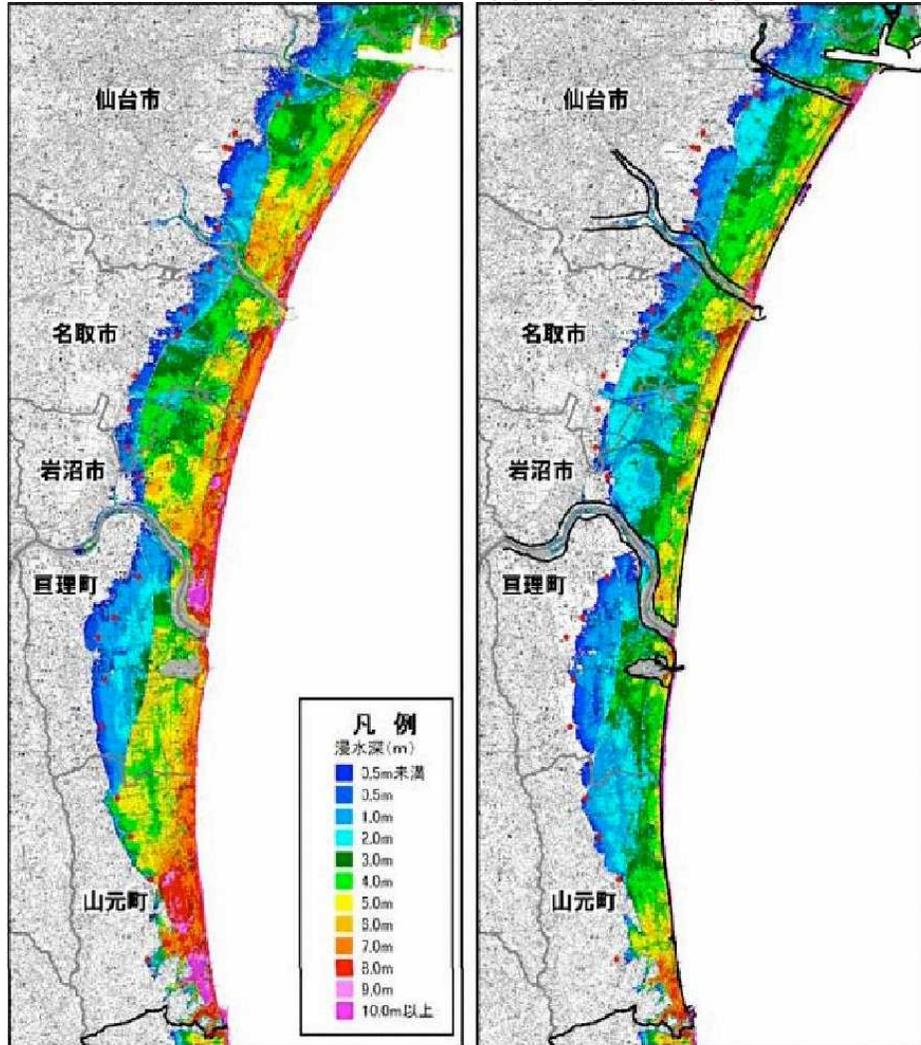 仙台市
名取市
岩沼市
亘理町
山元町
凡 例
浸水深(m)
0.5m未満
0.5m
1.0m
2.0m
3.0m
4.0m
5.0m
6.0m
7.0m
8.0m
9.0m
10.0m以上
仙台市
名取市
岩沼市
亘理町
山元町